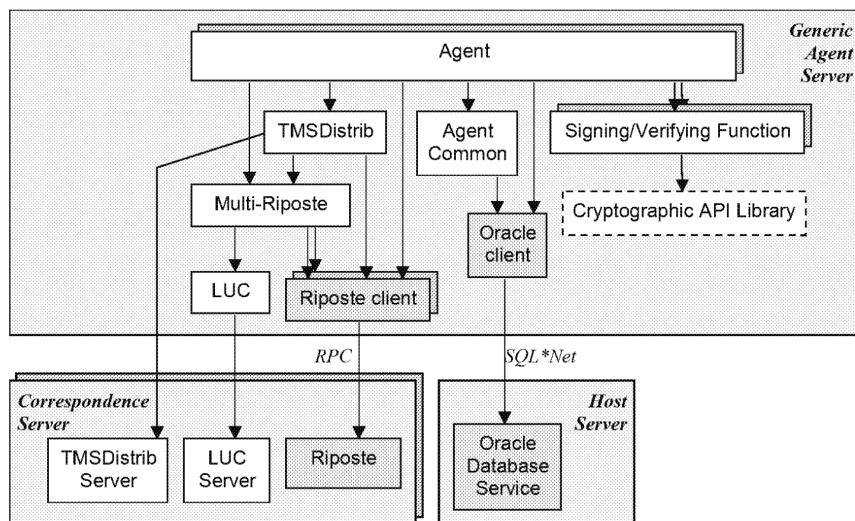 Generic
Agent
Server
Agent
TMSDistrib
Agent
Common
Signing/Verifying Function
Multi-Riposte
Cryptographic API Library
Oracle
client
LUC
Riposte client
RPC
SQL*Net
Correspondence
Server
Host
Server
TMSDistrib
Server
LUC
Server
Riposte
Oracle
Database
Service